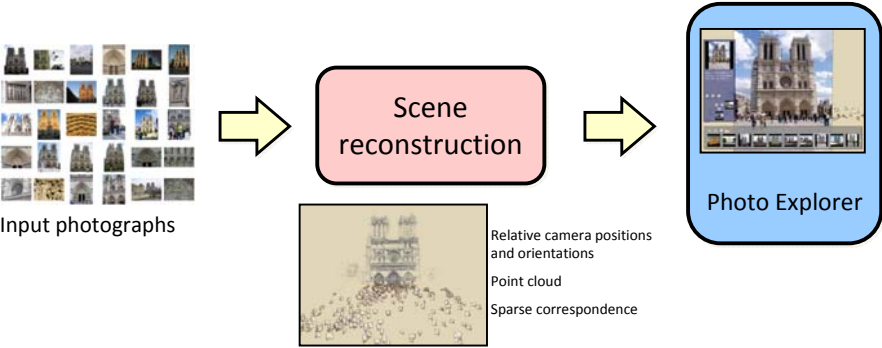 Input photographs
Scene
reconstruction
Relative camera positions
and orientations
Point cloud
Sparse correspondence
Photo Explorer